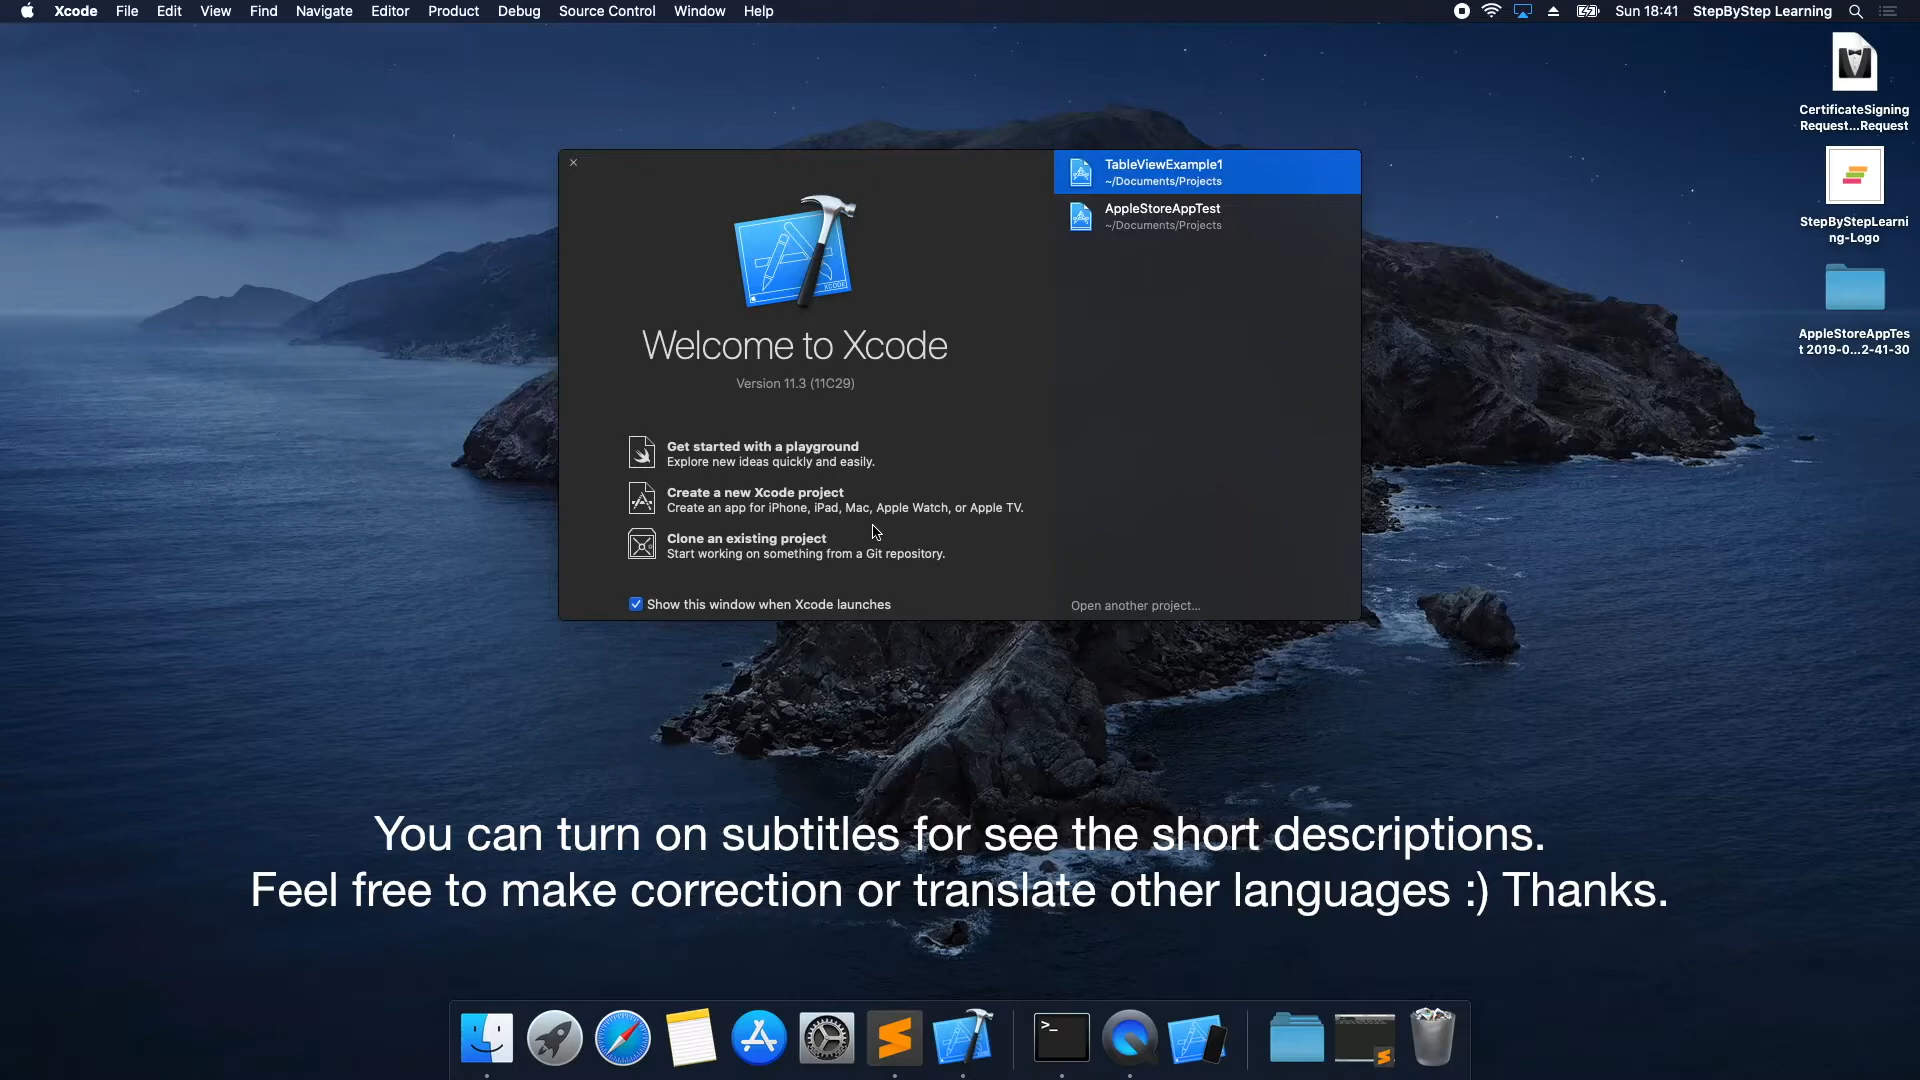 Xcode File Edit View Find Navigate Editor Product Debug Source Control Window Help
Sun 18:41 StepByStep Learning
CertificateSigning
Request...Request
StepByStepLearni
ng-Logo
AppleStoreAppTes
t 2019-0...2-41-30
XCODE
Welcome to Xcode
Version 11.3 (11C29)
Get started with a playground
Explore new ideas quickly and easily.
Create a new Xcode project
Create an app for iPhone, iPad, Mac, Apple Watch, or Apple TV.
Clone an existing project
Start working on something from a Git repository.
Show this window when Xcode launches
TableViewExample1
~/Documents/Projects
AppleStoreAppTest
~/Documents/Projects
Open another project...
You can turn on subtitles for see the short descriptions.
Feel free to make correction or translate other languages :) Thanks.
>_